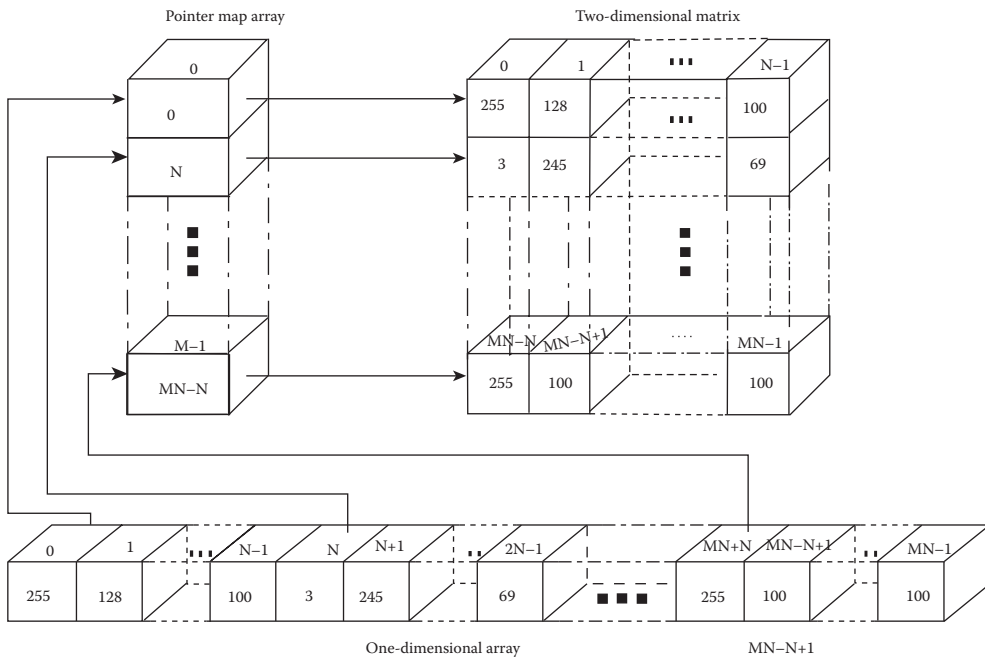 Pointer map array
Two-dimensional matrix
0
0 1 ... N–1
0
255 128 ... 100
N
3 245 69
M–1
MN–N MN–N+1 .... MN–1
MN–N
255 100 100
0 1 ... N–1 N N+1 .. 2N–1 MN+N MN–N+1 ... MN–1
255 128 100 3 245 69 255 100 100
One-dimensional array
MN–N+1